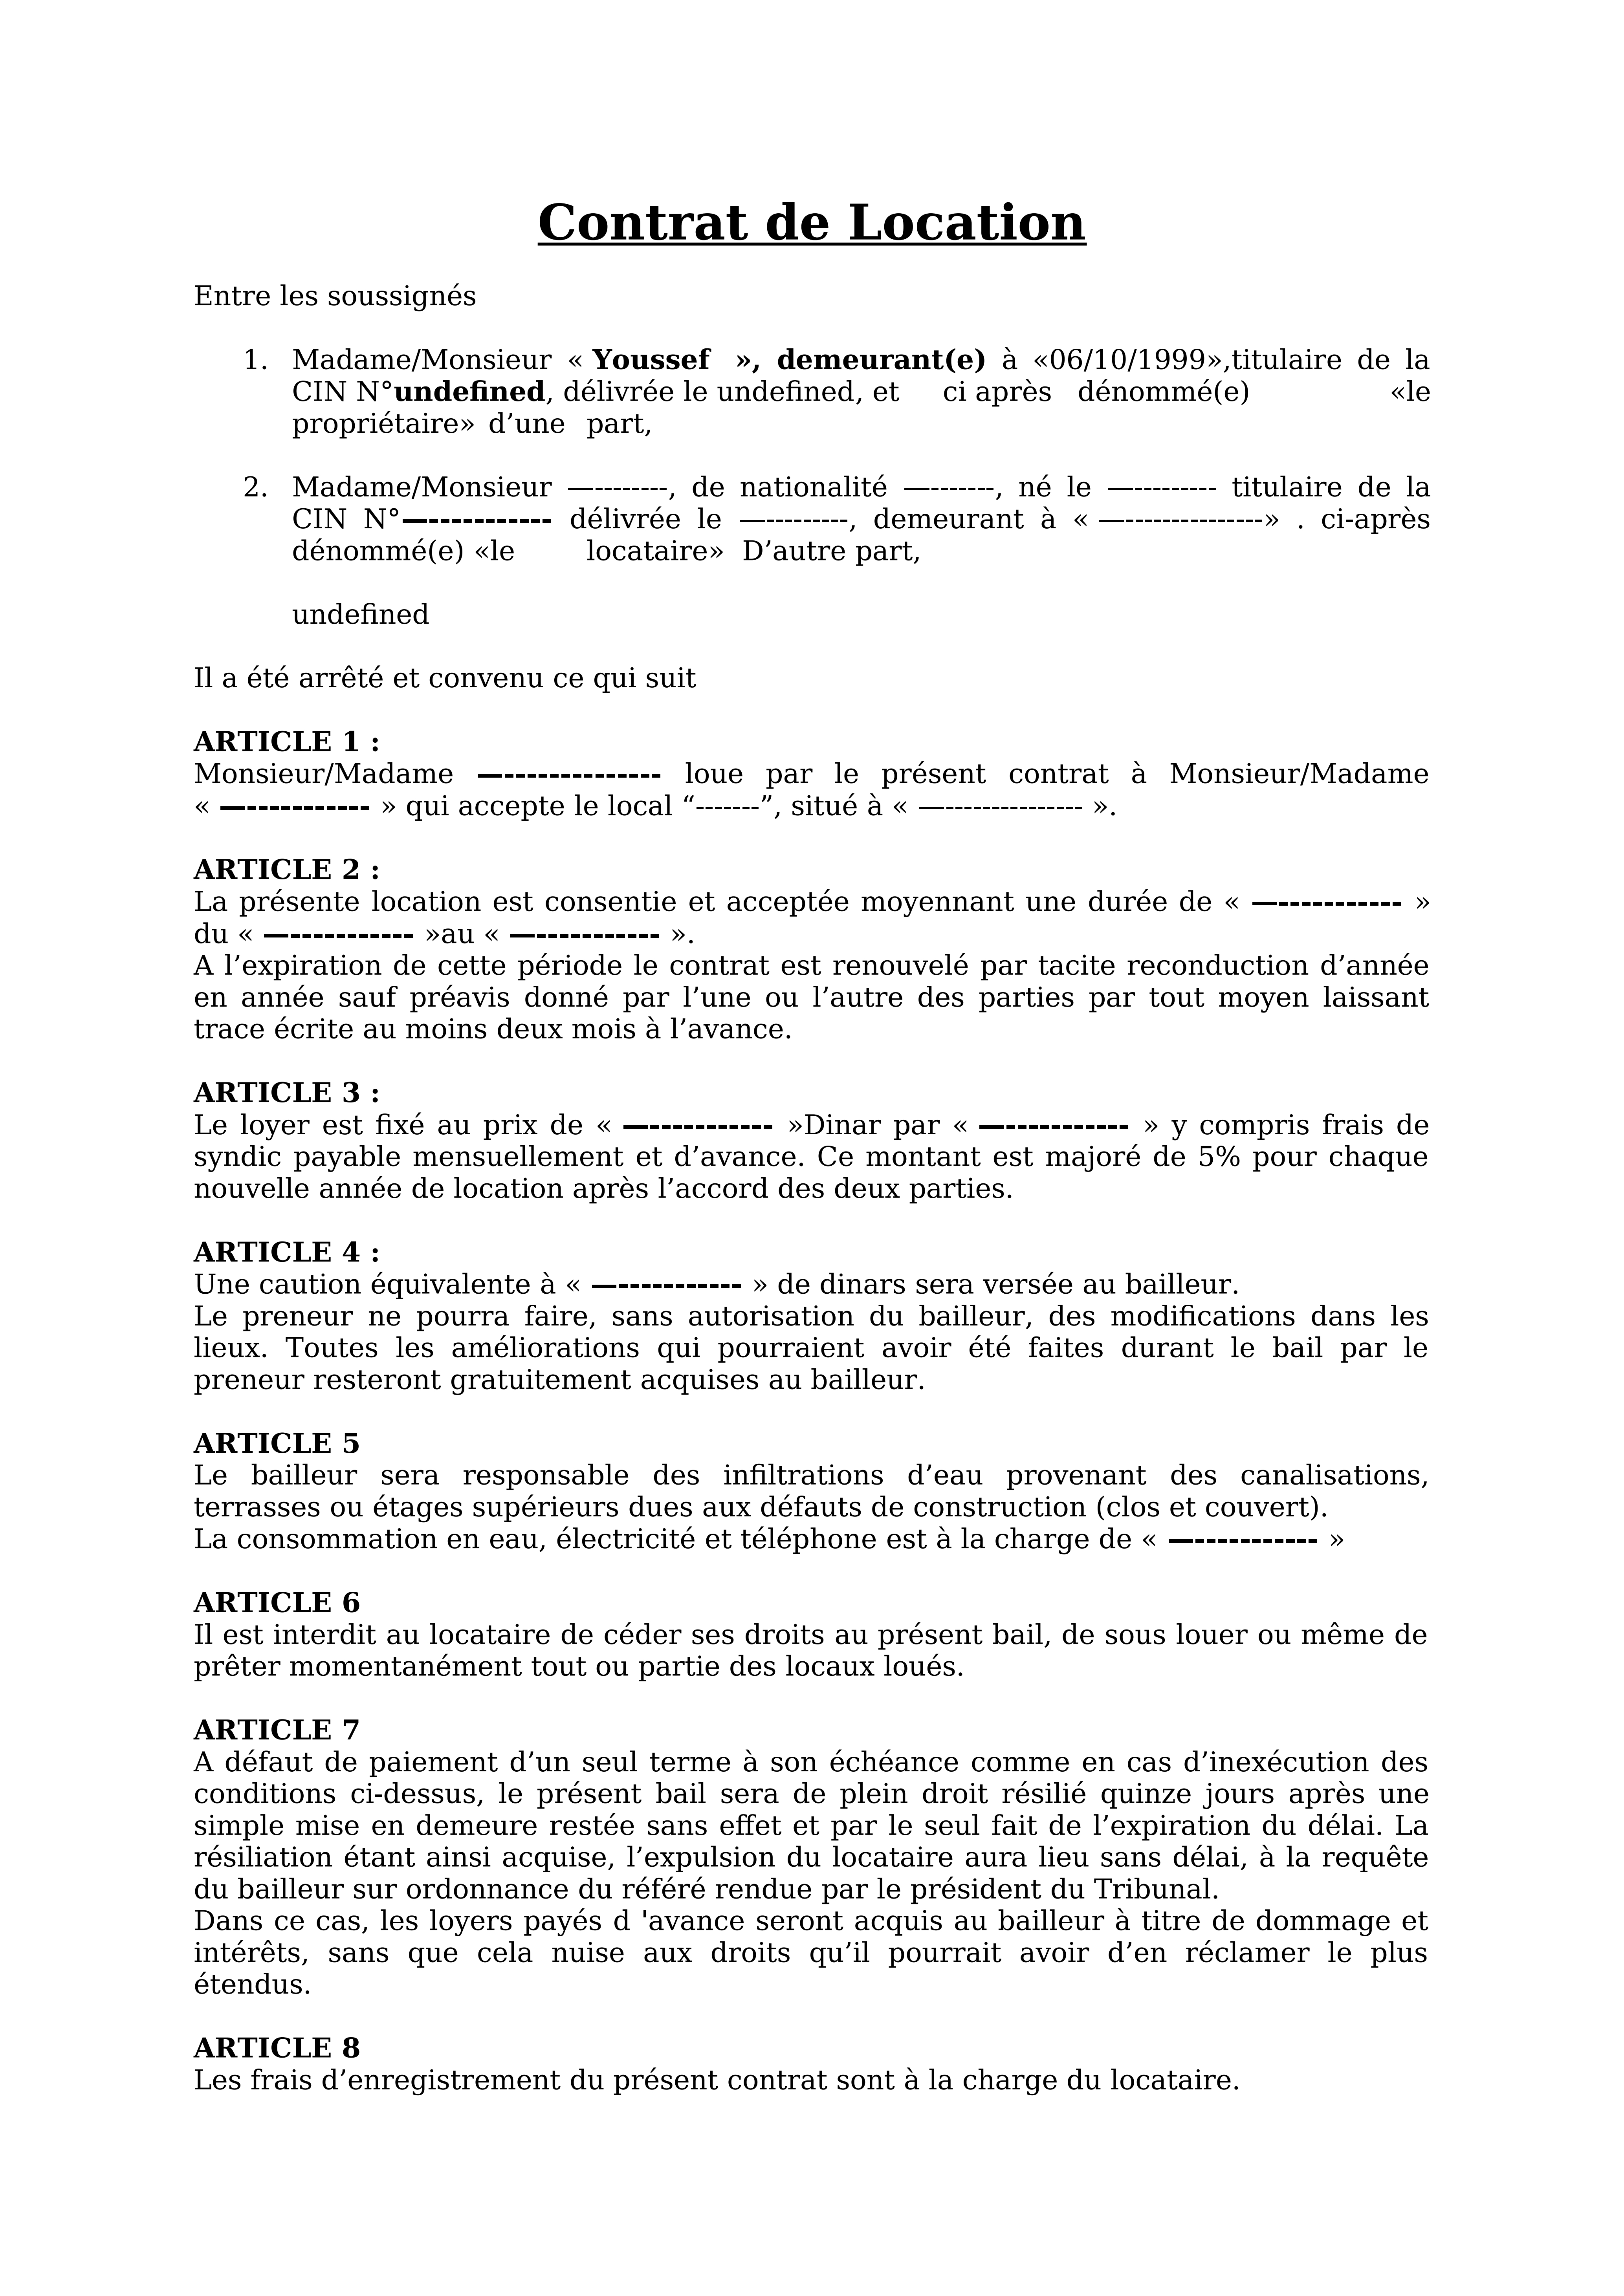 Contrat de Location
Entre les soussignés
1. Madame/Monsieur « Youssef », demeurant(e) à «06/10/1999»,titulaire de la
CIN N°undefined, délivrée le undefined, et ci après dénommé(e) «le
propriétaire» d’une part,
2. Madame/Monsieur —--------, de nationalité —-------, né le —--------- titulaire de la
CIN N°—----------- délivrée le —---------, demeurant à « —---------------» . ci-après
dénommé(e) «le locataire» D’autre part,
undefined
Il a été arrêté et convenu ce qui suit
ARTICLE 1 :
Monsieur/Madame —-------------- loue par le présent contrat à Monsieur/Madame
« —----------- » qui accepte le local “-------”, situé à « —--------------- ».
ARTICLE 2 :
La présente location est consentie et acceptée moyennant une durée de « —----------- »
du « —----------- »au « —----------- ».
A l’expiration de cette période le contrat est renouvelé par tacite reconduction d’année
en année sauf préavis donné par l’une ou l’autre des parties par tout moyen laissant
trace écrite au moins deux mois à l’avance.
ARTICLE 3 :
Le loyer est fixé au prix de « —----------- »Dinar par « —----------- » y compris frais de
syndic payable mensuellement et d’avance. Ce montant est majoré de 5% pour chaque
nouvelle année de location après l’accord des deux parties.
ARTICLE 4 :
Une caution équivalente à « —----------- » de dinars sera versée au bailleur.
Le preneur ne pourra faire, sans autorisation du bailleur, des modifications dans les
lieux. Toutes les améliorations qui pourraient avoir été faites durant le bail par le
preneur resteront gratuitement acquises au bailleur.
ARTICLE 5
Le bailleur sera responsable des infiltrations d’eau provenant des canalisations,
terrasses ou étages supérieurs dues aux défauts de construction (clos et couvert).
La consommation en eau, électricité et téléphone est à la charge de « —----------- »
ARTICLE 6
Il est interdit au locataire de céder ses droits au présent bail, de sous louer ou même de
prêter momentanément tout ou partie des locaux loués.
ARTICLE 7
A défaut de paiement d’un seul terme à son échéance comme en cas d’inexécution des
conditions ci-dessus, le présent bail sera de plein droit résilié quinze jours après une
simple mise en demeure restée sans effet et par le seul fait de l’expiration du délai. La
résiliation étant ainsi acquise, l’expulsion du locataire aura lieu sans délai, à la requête
du bailleur sur ordonnance du référé rendue par le président du Tribunal.
Dans ce cas, les loyers payés d 'avance seront acquis au bailleur à titre de dommage et
intérêts, sans que cela nuise aux droits qu’il pourrait avoir d’en réclamer le plus
étendus.
ARTICLE 8
Les frais d’enregistrement du présent contrat sont à la charge du locataire.